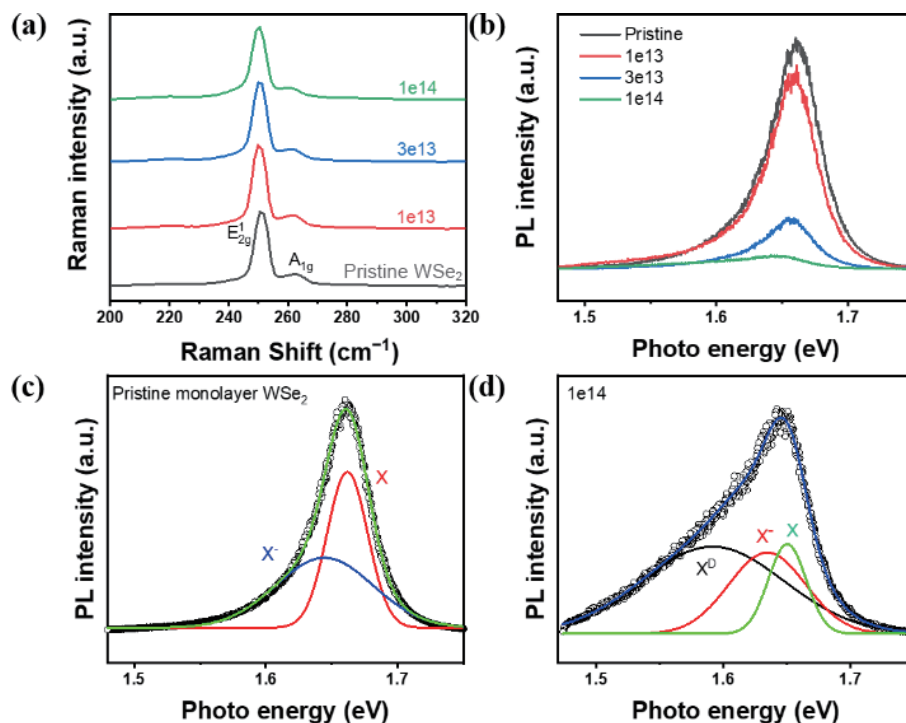 (a)
Raman intensity (a.u.)
1e14
3e13
1e13
E¹2g
A1g
Pristine WSe2
200 220 240 260 280 300 320
Raman Shift (cm⁻¹)
(b)
PL intensity (a.u.)
Pristine
1e13
3e13
1e14
1.5 1.6 1.7
Photo energy (eV)
(c)
PL intensity (a.u.)
Pristine monolayer WSe2
X
X⁻
1.5 1.6 1.7
Photo energy (eV)
(d)
PL intensity (a.u.)
1e14
X⁻ X
Xᴰ
1.5 1.6 1.7
Photo energy (eV)